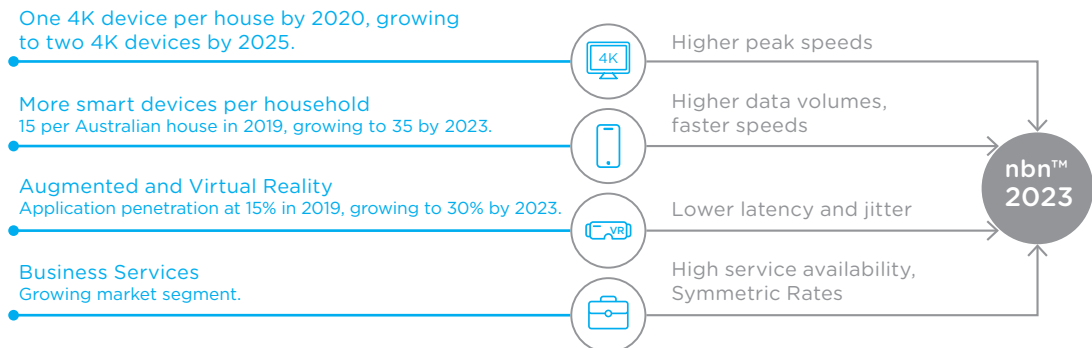 One 4K device per house by 2020, growing
to two 4K devices by 2025.
4K
Higher peak speeds
More smart devices per household
15 per Australian house in 2019, growing to 35 by 2023.
Higher data volumes,
faster speeds
nbn™
2023
Augmented and Virtual Reality
Application penetration at 15% in 2019, growing to 30% by 2023.
VR
Lower latency and jitter
Business Services
Growing market segment.
High service availability,
Symmetric Rates